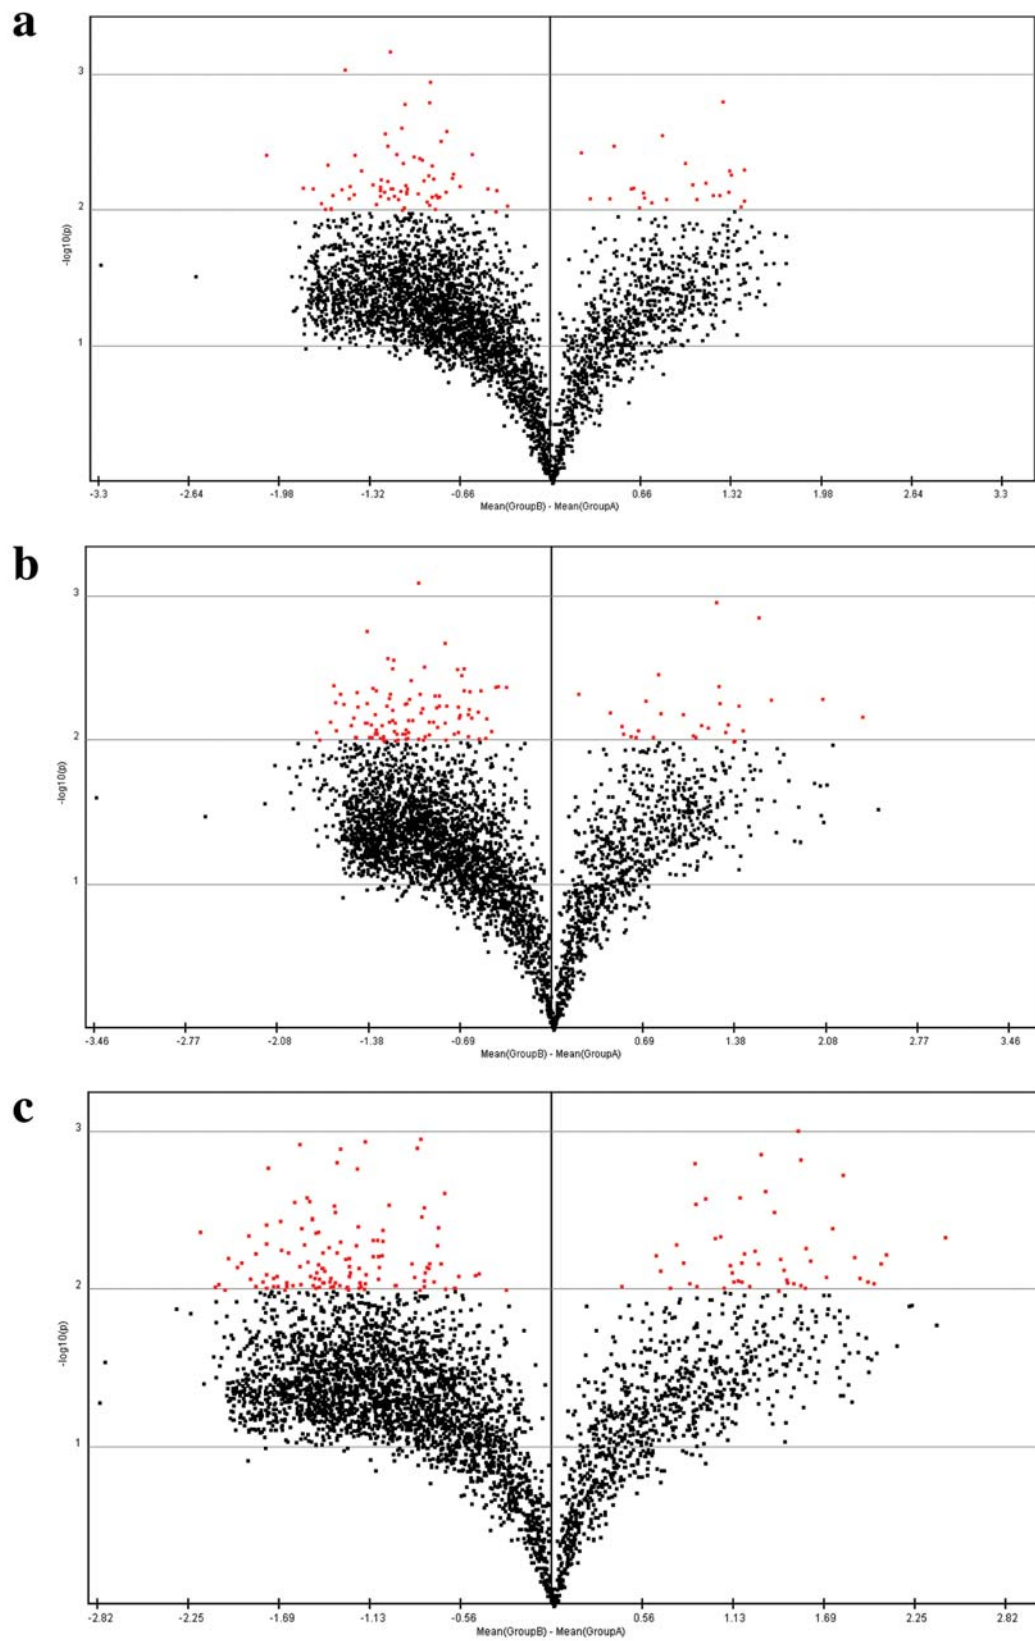 a
3
2
1
-log10(p)
-3.3 -2.64 -1.98 -1.32 -0.66 0.66 1.32 1.98 2.64 3.3
Mean(GroupB) - Mean(GroupA)
b
3
2
1
-log10(p)
-3.46 -2.77 -2.08 -1.38 -0.69 0.69 1.38 2.08 2.77 3.46
Mean(GroupB) - Mean(GroupA)
c
3
2
1
-log10(p)
-2.82 -2.25 -1.69 -1.13 -0.56 0.56 1.13 1.69 2.25 2.82
Mean(GroupB) - Mean(GroupA)